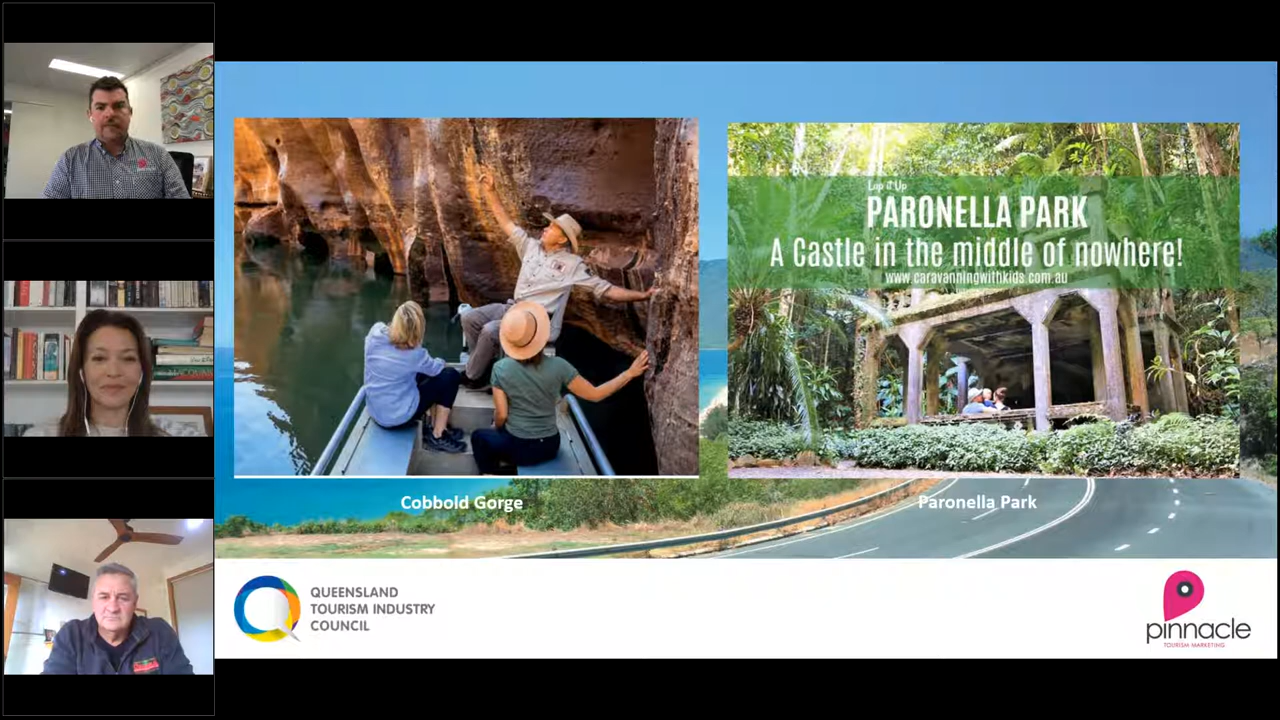 Lap it Up
PARONELLA PARK
A Castle in the middle of nowhere!
www.caravanningwithkids.com.au
Cobbold Gorge
Paronella Park
QUEENSLAND
TOURISM INDUSTRY
COUNCIL
pinnacle
TOURISM MARKETING